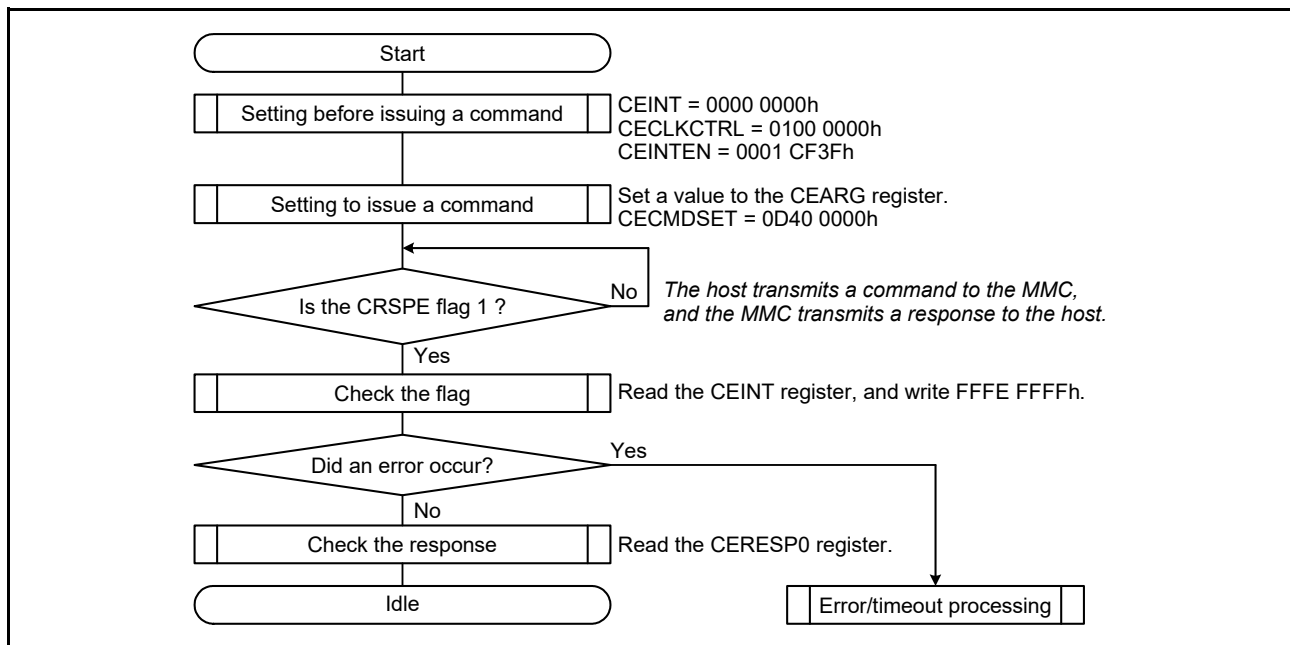 Start
Setting before issuing a command
CEINT = 0000 0000h
CECLKCTRL = 0100 0000h
CEINTEN = 0001 CF3Fh
Setting to issue a command
Set a value to the CEARG register.
CECMDSET = 0D40 0000h
Is the CRSPE flag 1 ?
No
The host transmits a command to the MMC,
and the MMC transmits a response to the host.
Yes
Check the flag
Read the CEINT register, and write FFFE FFFFh.
Did an error occur?
Yes
No
Check the response
Read the CERESP0 register.
Idle
Error/timeout processing